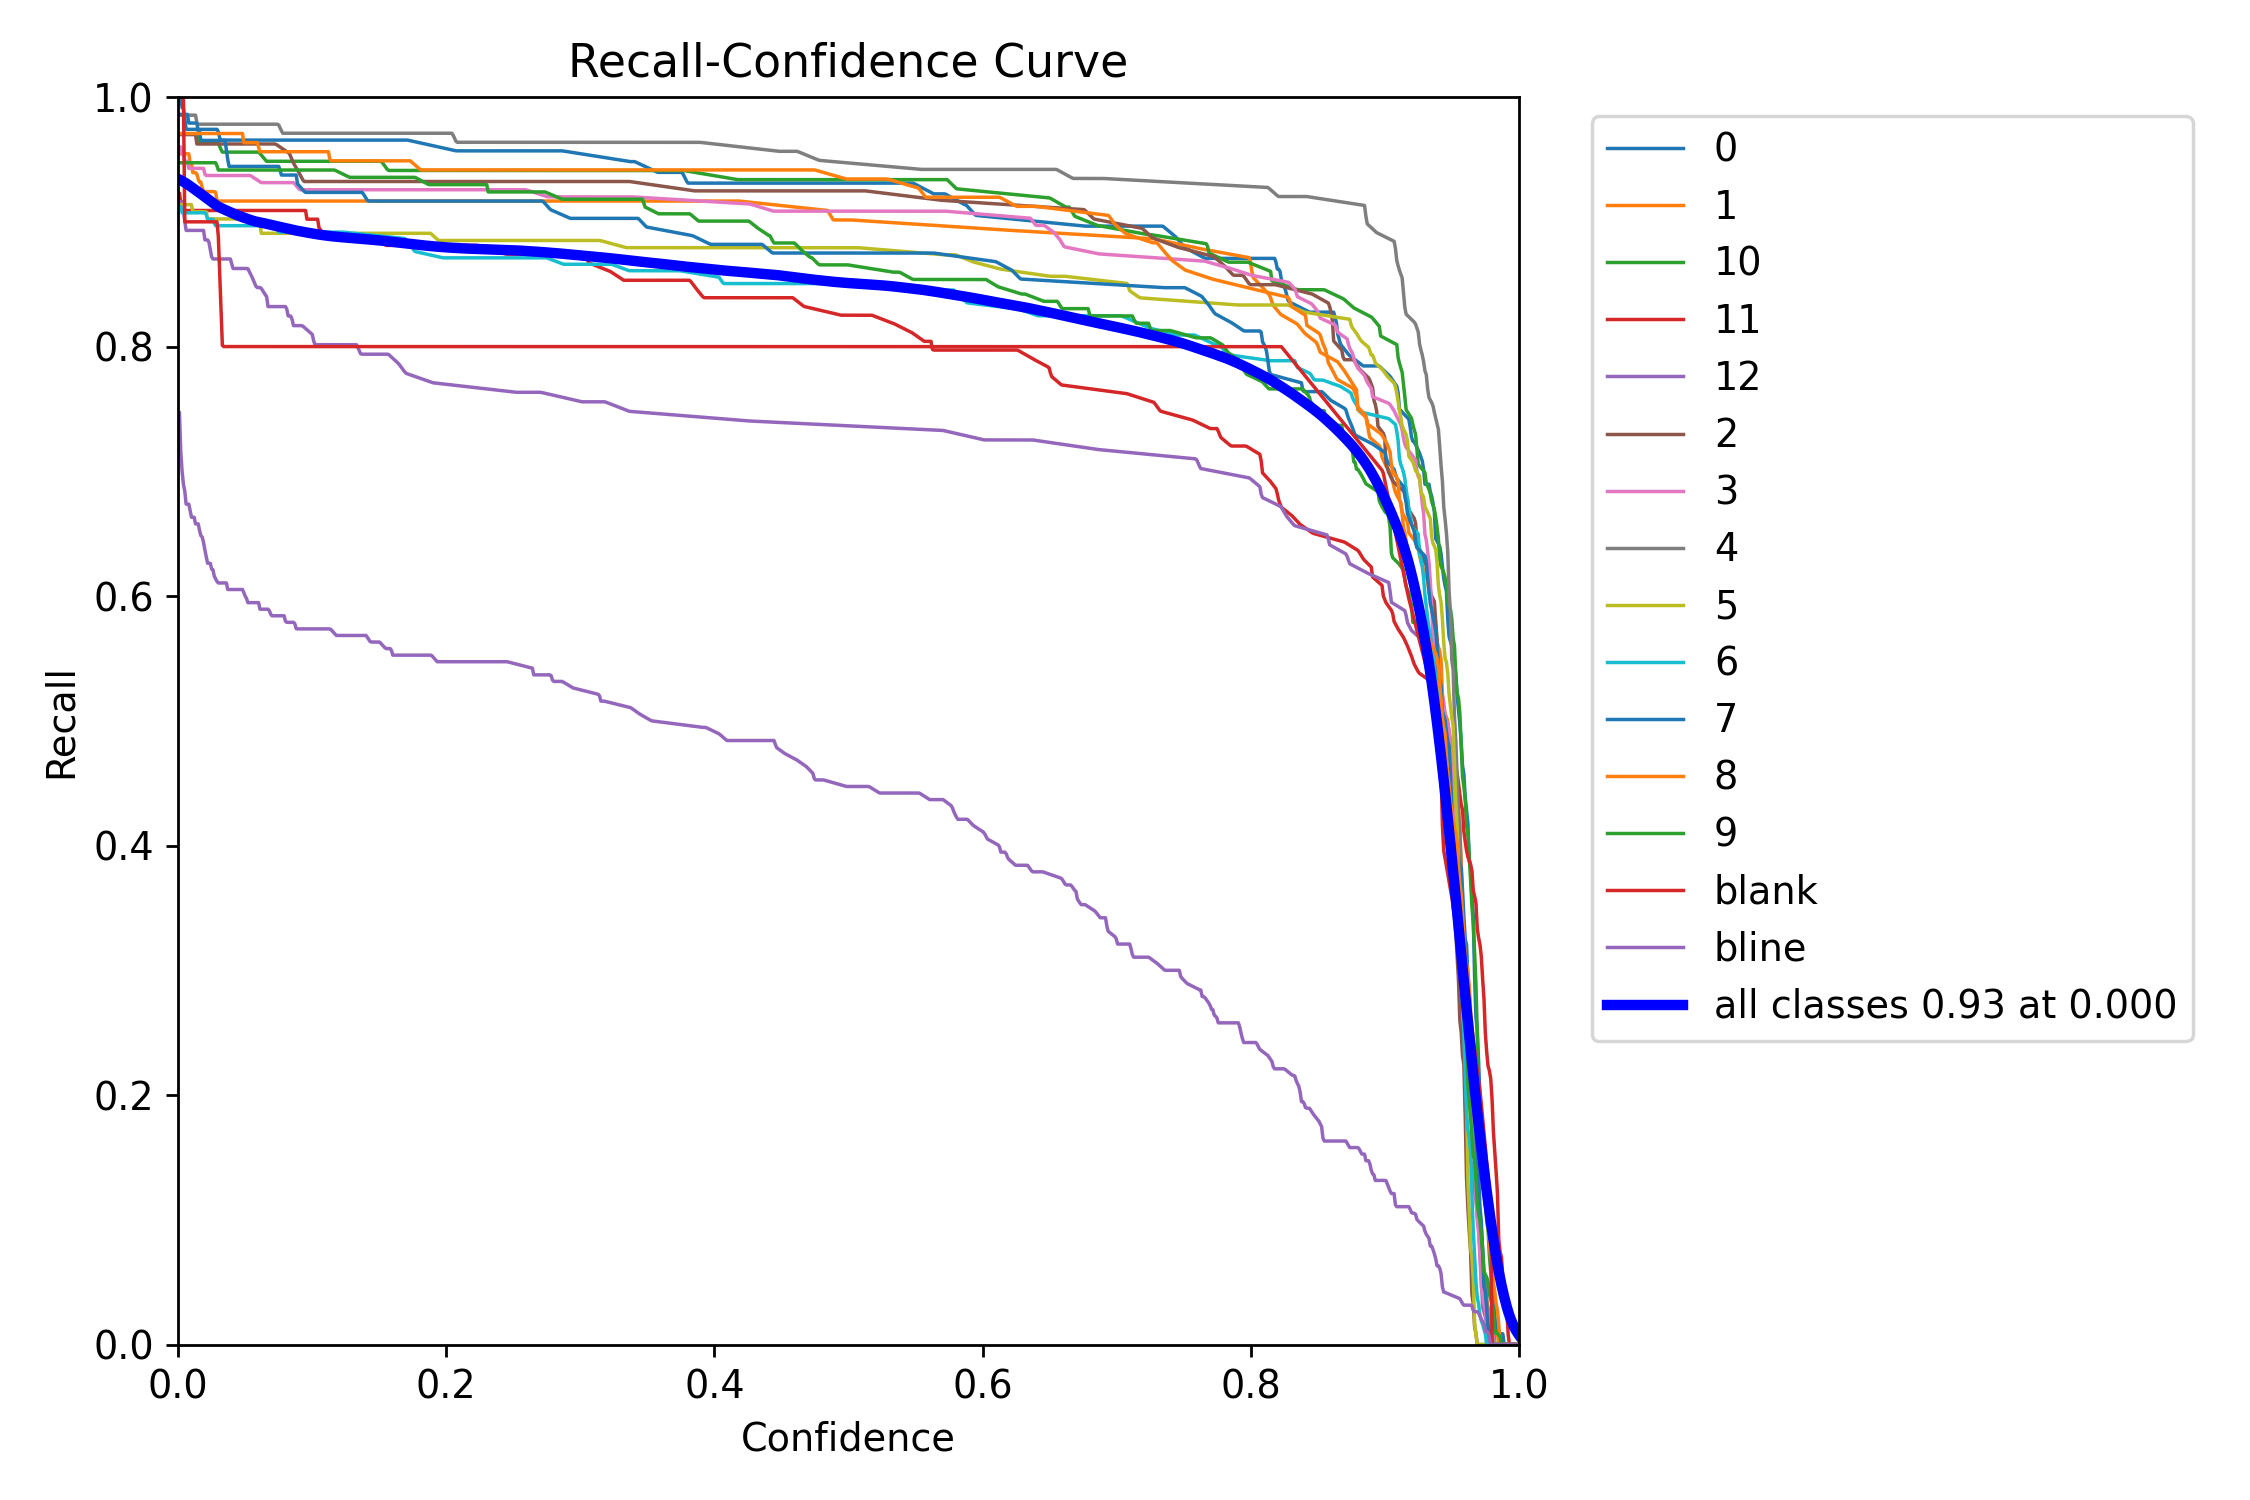 Recall-Confidence Curve
1.0
0.8
0.6
0.4
0.2
0.0
Recall
0.0 0.2 0.4 0.6 0.8 1.0
Confidence
0
1
10
11
12
2
3
4
5
6
7
8
9
blank
bline
all classes 0.93 at 0.000